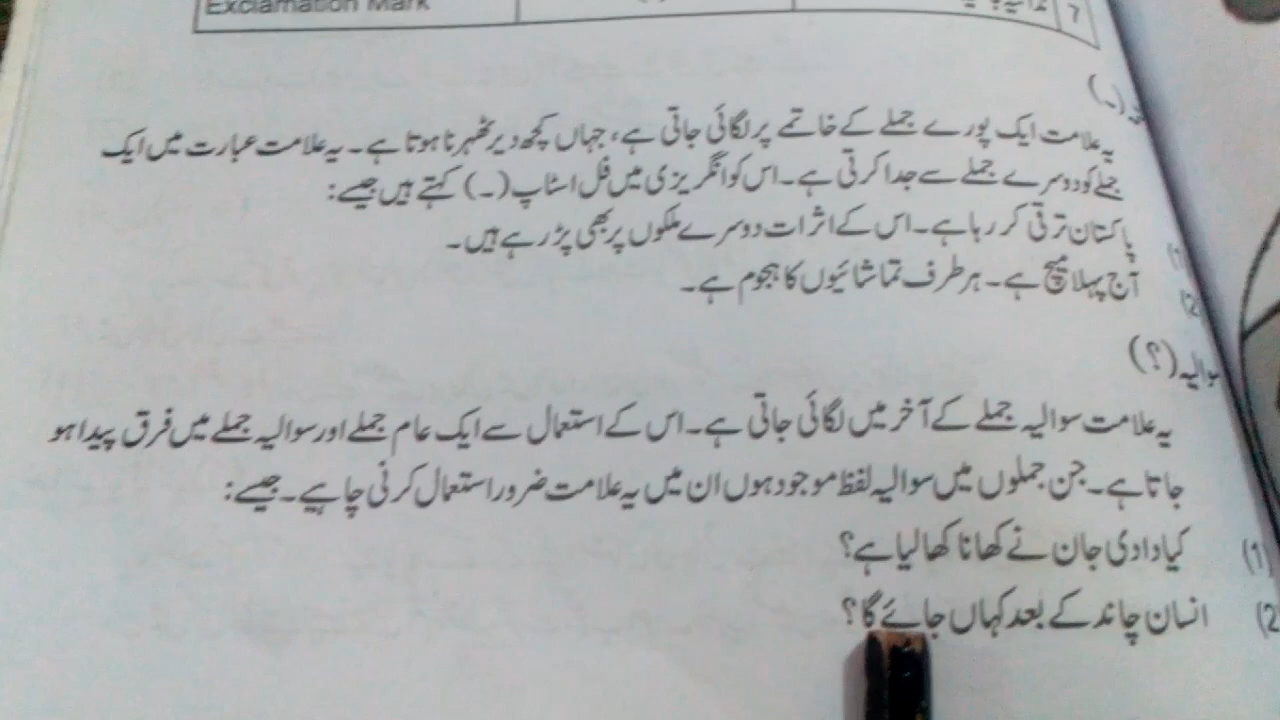 Exclamation Mark
7
(۔)
یہ علامت ایک پورے جملے کے خاتمے پر لگائی جاتی ہے، جہاں کچھ دیر ٹھہرنا ہوتا ہے۔ یہ علامت عبارت میں ایک
جملے کو دوسرے جملے سے جدا کرتی ہے۔ اس کو انگریزی میں فل اسٹاپ (۔) کہتے ہیں جیسے:
(1) پاکستان ترقی کر رہا ہے۔ اس کے اثرات دوسرے ملکوں پر بھی پڑ رہے ہیں۔
(2) آج پہلا میچ ہے۔ ہر طرف تماشائیوں کا ہجوم ہے۔
سوالیہ (؟)
یہ علامت سوالیہ جملے کے آخر میں لگائی جاتی ہے۔ اس کے استعمال سے ایک عام جملے اور سوالیہ جملے میں فرق پیدا ہو
جاتا ہے۔ جن جملوں میں سوالیہ لفظ موجود ہوں ان میں یہ علامت ضرور استعمال کرنی چاہیے۔ جیسے:
(1) کیا دادی جان نے کھانا کھا لیا ہے؟
(2) انسان چاند کے بعد کہاں جائے گا؟